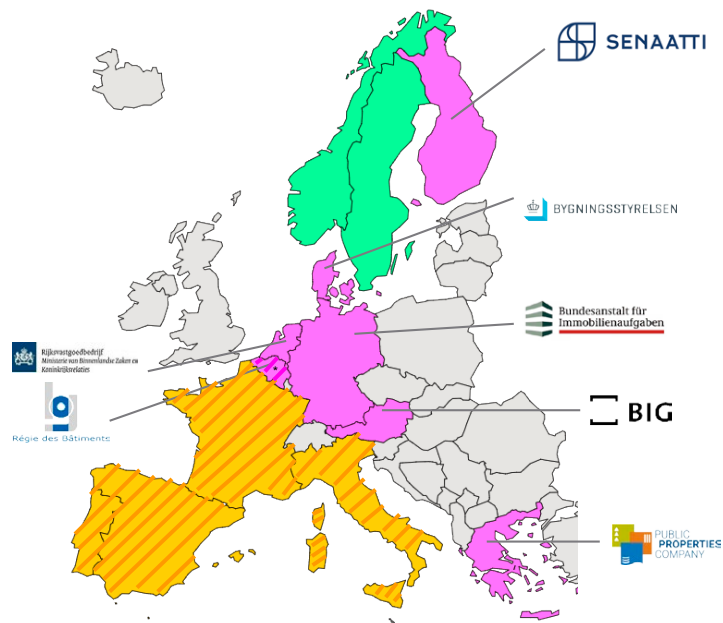 SENAATTI
BYGNINGSSTYRELSEN
Bundesanstalt für
Immobilienaufgaben
Rijksvastgoedbedrijf
Ministerie van Binnenlandse Zaken en
Koninkrijksrelaties
Régie des Bâtiments
BIG
PUBLIC
PROPERTIES
COMPANY